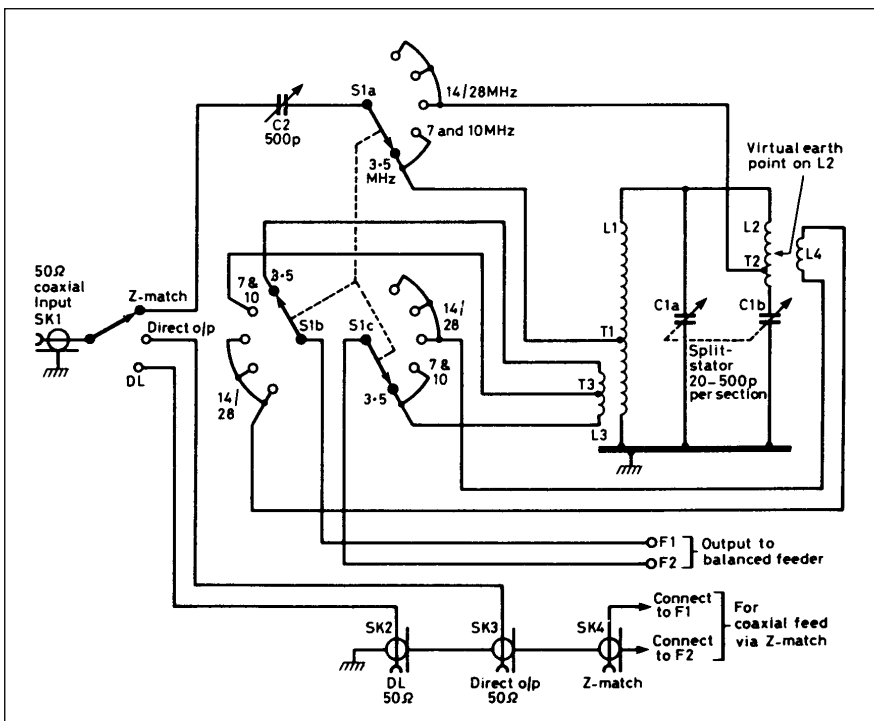 S1a
14/28MHz
C2
500p
7 and 10MHz
3·5
MHz
Virtual earth
point on L2
L1
L2
T2
L4
50Ω
coaxial
Input
SK1
Z-match
Direct o/p
DL
7 &
10
3·5
S1b
S1c
14/
28
7 &
10
3·5
14/
28
T1
C1a
C1b
Split-
stator
20-500p
per section
T3
L3
F1
F2
Output to
balanced feeder
SK2
SK3
SK4
DL
50Ω
Direct o/p
50Ω
Z-match
Connect
to F1
Connect
to F2
For
coaxial feed
via Z-match